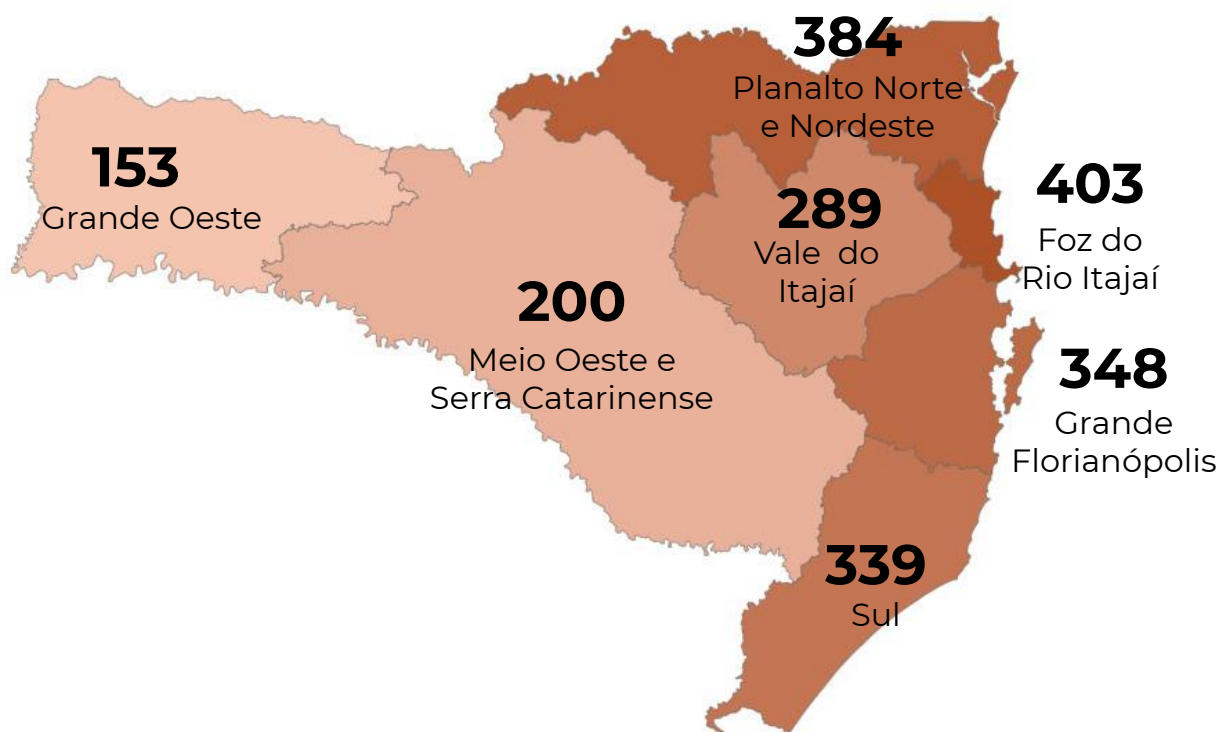 384
Planalto Norte
e Nordeste
153
Grande Oeste
289
Vale do
Itajaí
403
Foz do
Rio Itajaí
200
Meio Oeste e
Serra Catarinense
348
Grande
Florianópolis
339
Sul